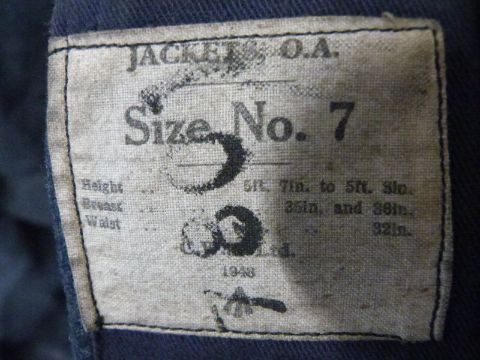 JACKETS, O.A.
Size No. 7
Height .. 5ft. 7in. to 5ft. 8in.
Breast .. 35in. and 36in.
Waist .. 32in.
Ltd.
1948